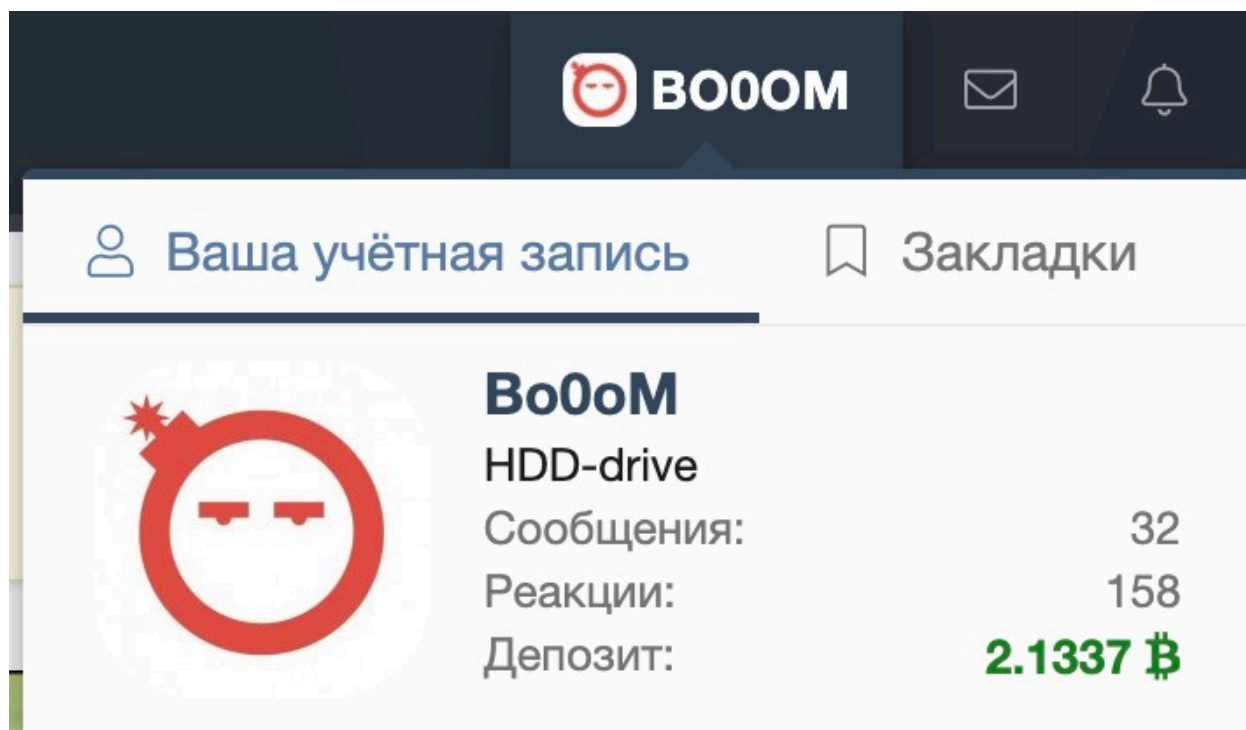 BO0OM
Ваша учётная запись Закладки
Bo0oM
HDD-drive
Сообщения: 32
Реакции: 158
Депозит: 2.1337 ₿